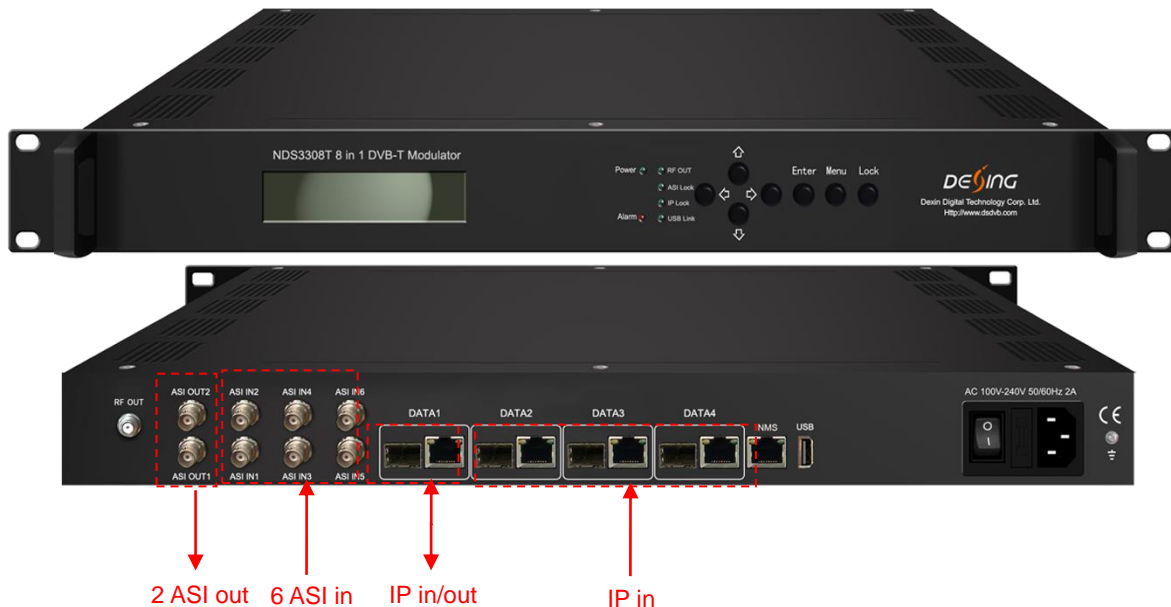 NDS3308T 8 in 1 DVB-T Modulator
Power
RF OUT
ASI Lock
IP Lock
Alarm
USB Link
Enter Menu Lock
DESING
Dexin Digital Technology Corp. Ltd.
Http://www.dsdvb.com
RF OUT
ASI OUT2
ASI IN2
ASI IN4
ASI IN6
ASI OUT1
ASI IN1
ASI IN3
ASI IN5
DATA1
DATA2
DATA3
DATA4
NMS
USB
AC 100V-240V 50/60Hz 2A
CE
2 ASI out
6 ASI in
IP in/out
IP in